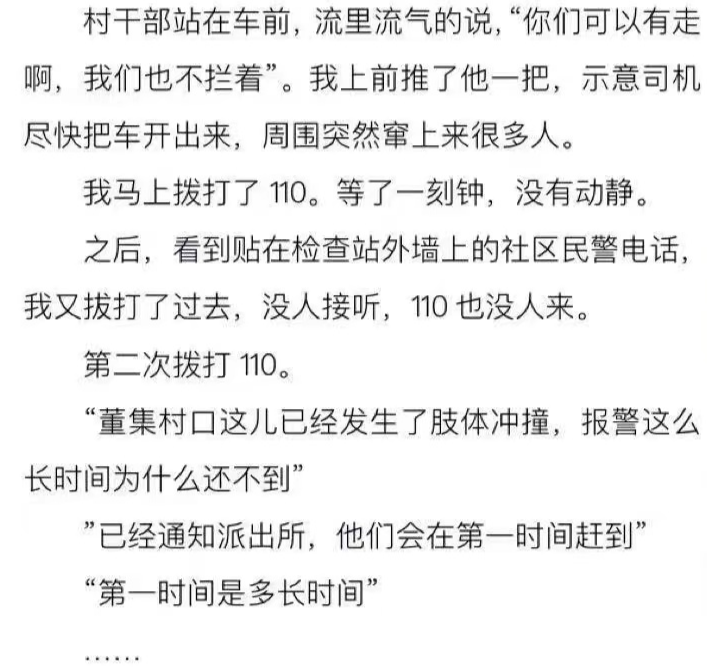 村干部站在车前，流里流气的说，“你们可以有走
啊，我们也不拦着”。我上前推了他一把，示意司机
尽快把车开出来，周围突然窜上来很多人。
我马上拨打了 110。等了一刻钟，没有动静。
之后，看到贴在检查站外墙上的社区民警电话，
我又拔打了过去，没人接听，110 也没人来。
第二次拨打 110。
“董集村口这儿已经发生了肢体冲撞，报警这么
长时间为什么还不到”
”已经通知派出所，他们会在第一时间赶到”
“第一时间是多长时间”
……